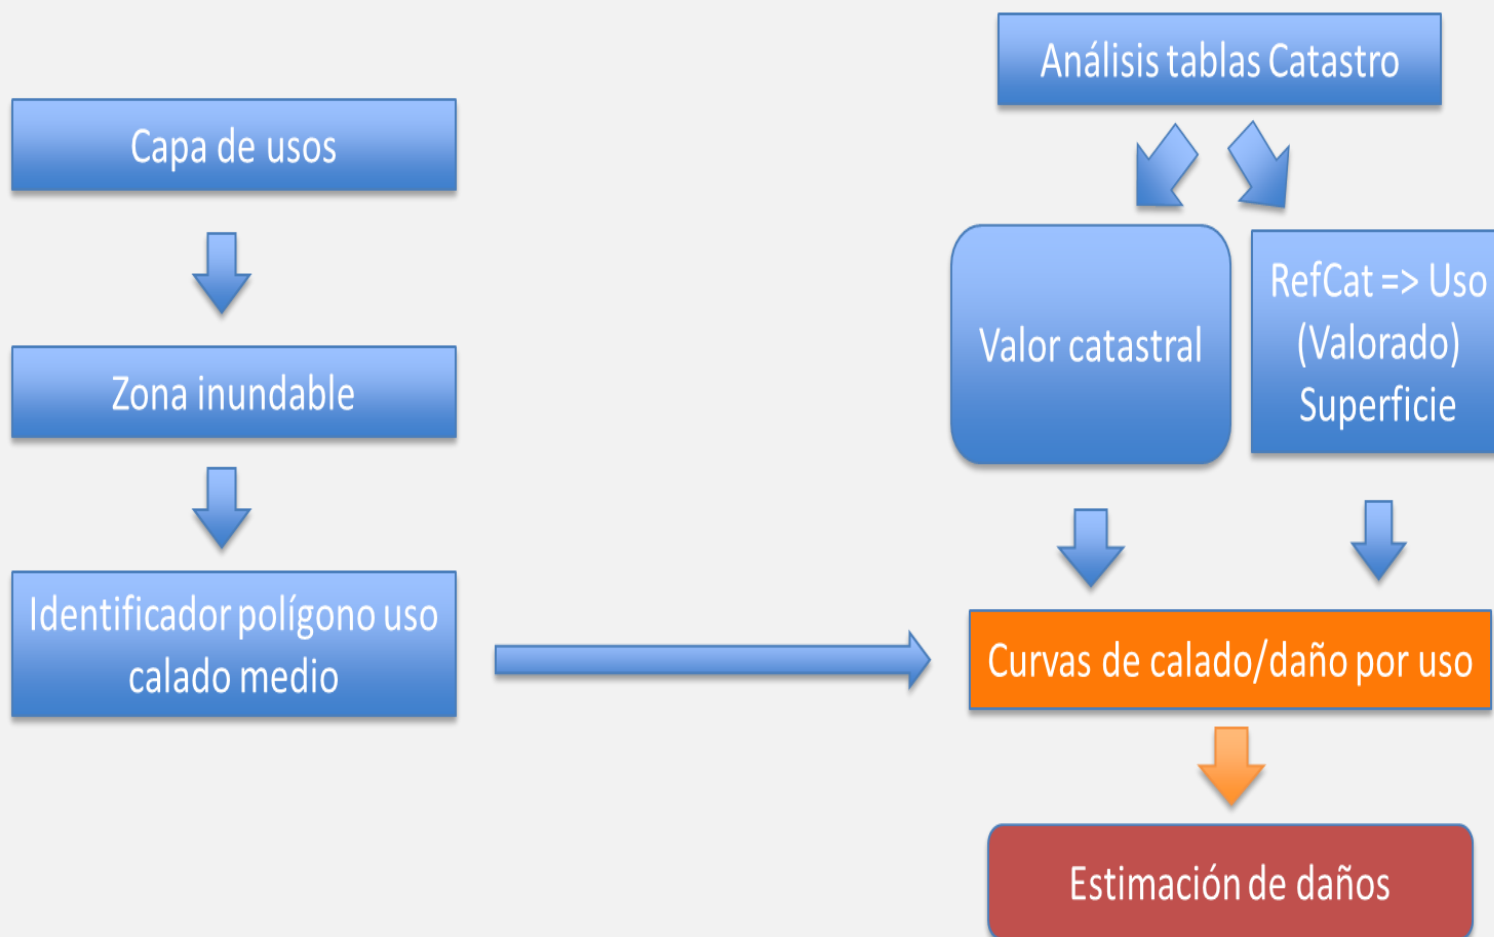 Capa de usos
Zona inundable
Identificador polígono uso
calado medio
Análisis tablas Catastro
Valor catastral
RefCat => Uso
(Valorado)
Superficie
Curvas de calado/daño por uso
Estimación de daños